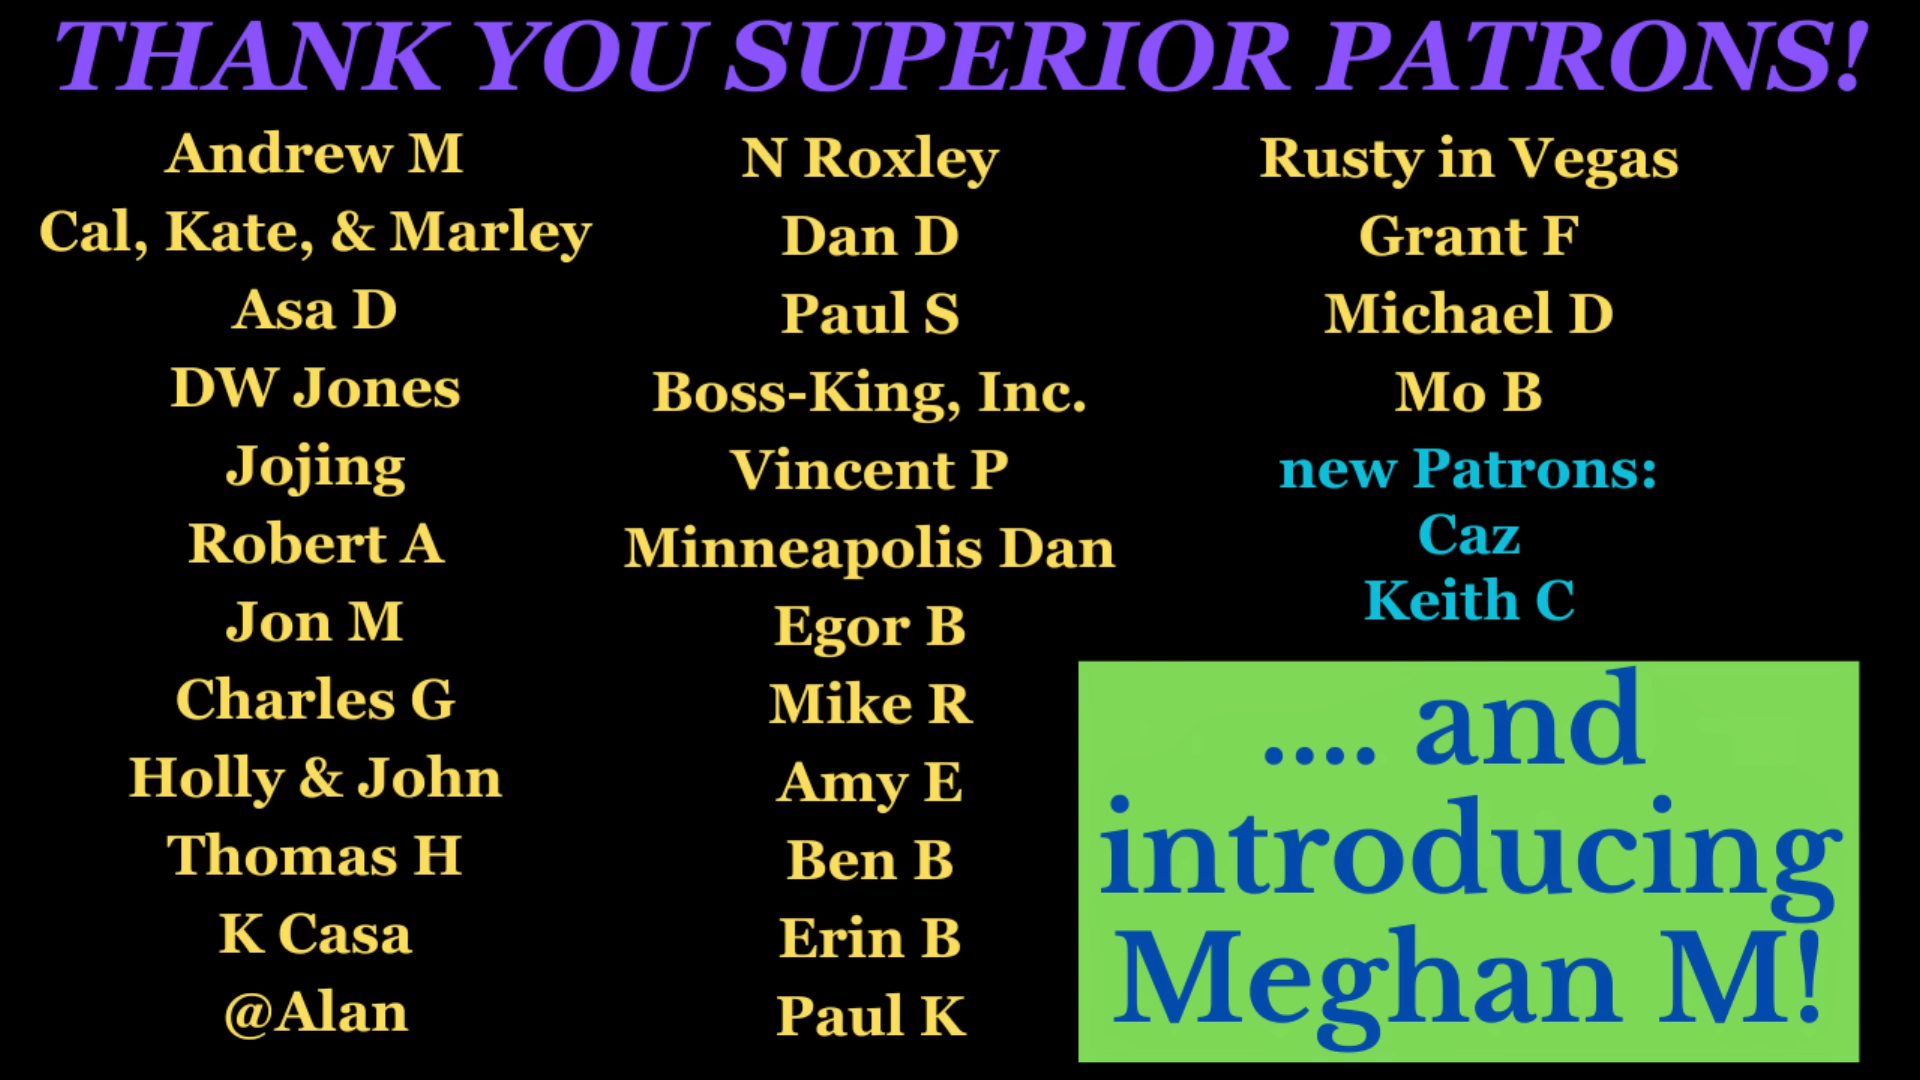 THANK YOU SUPERIOR PATRONS!
Andrew M
Cal, Kate, & Marley
Asa D
DW Jones
Jojing
Robert A
Jon M
Charles G
Holly & John
Thomas H
K Casa
@Alan
N Roxley
Dan D
Paul S
Boss-King, Inc.
Vincent P
Minneapolis Dan
Egor B
Mike R
Amy E
Ben B
Erin B
Paul K
Rusty in Vegas
Grant F
Michael D
Mo B
new Patrons:
Caz
Keith C
.... and
introducing
Meghan M!